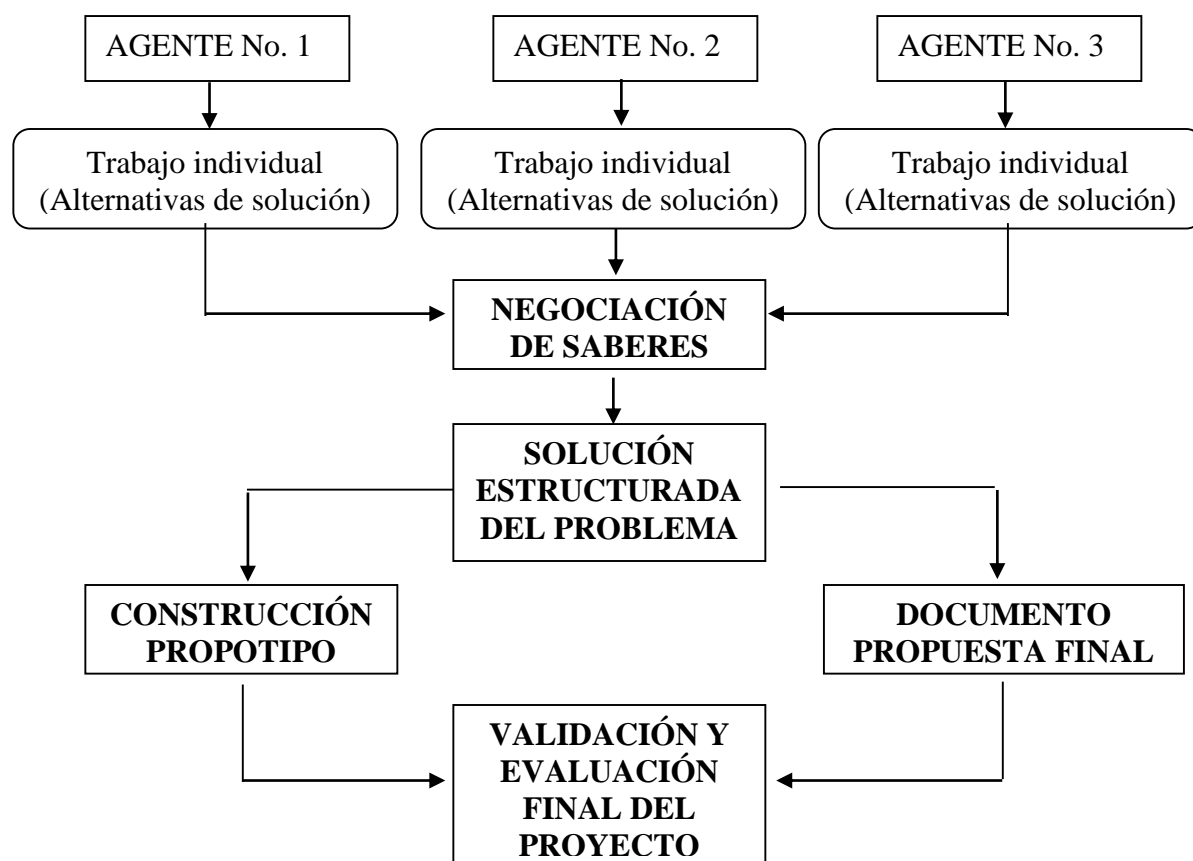 AGENTE No. 1
AGENTE No. 2
AGENTE No. 3
Trabajo individual
(Alternativas de solución)
Trabajo individual
(Alternativas de solución)
Trabajo individual
(Alternativas de solución)
NEGOCIACIÓN
DE SABERES
SOLUCIÓN
ESTRUCTURADA
DEL PROBLEMA
CONSTRUCCIÓN
PROPOTIPO
DOCUMENTO
PROPUESTA FINAL
VALIDACIÓN Y
EVALUACIÓN
FINAL DEL
PROYECTO